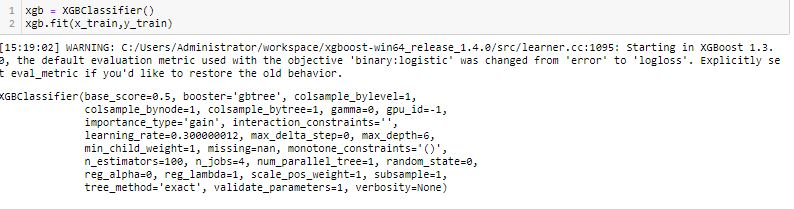 1 xgb = XGBClassifier()
2 xgb.fit(x_train,y_train)
[15:19:02] WARNING: C:/Users/Administrator/workspace/xgboost-win64_release_1.4.0/src/learner.cc:1095: Starting in XGBoost 1.3.
0, the default evaluation metric used with the objective 'binary:logistic' was changed from 'error' to 'logloss'. Explicitly se
t eval_metric if you'd like to restore the old behavior.
XGBClassifier(base_score=0.5, booster='gbtree', colsample_bylevel=1,
colsample_bynode=1, colsample_bytree=1, gamma=0, gpu_id=-1,
importance_type='gain', interaction_constraints='',
learning_rate=0.300000012, max_delta_step=0, max_depth=6,
min_child_weight=1, missing=nan, monotone_constraints='()',
n_estimators=100, n_jobs=4, num_parallel_tree=1, random_state=0,
reg_alpha=0, reg_lambda=1, scale_pos_weight=1, subsample=1,
tree_method='exact', validate_parameters=1, verbosity=None)